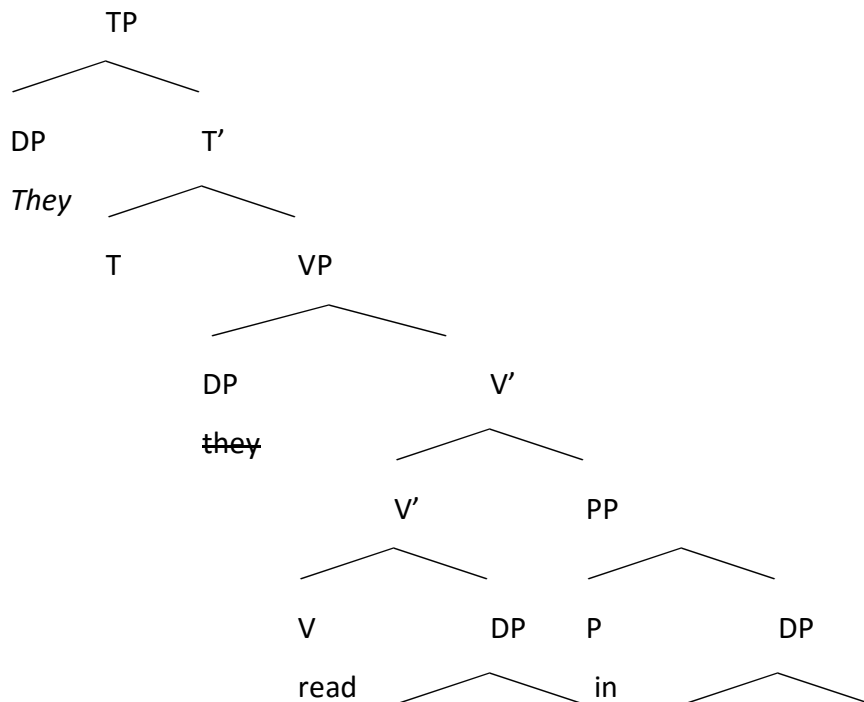 TP
DP T’
They
T VP
DP V’
they
V’ PP
V DP P DP
read in